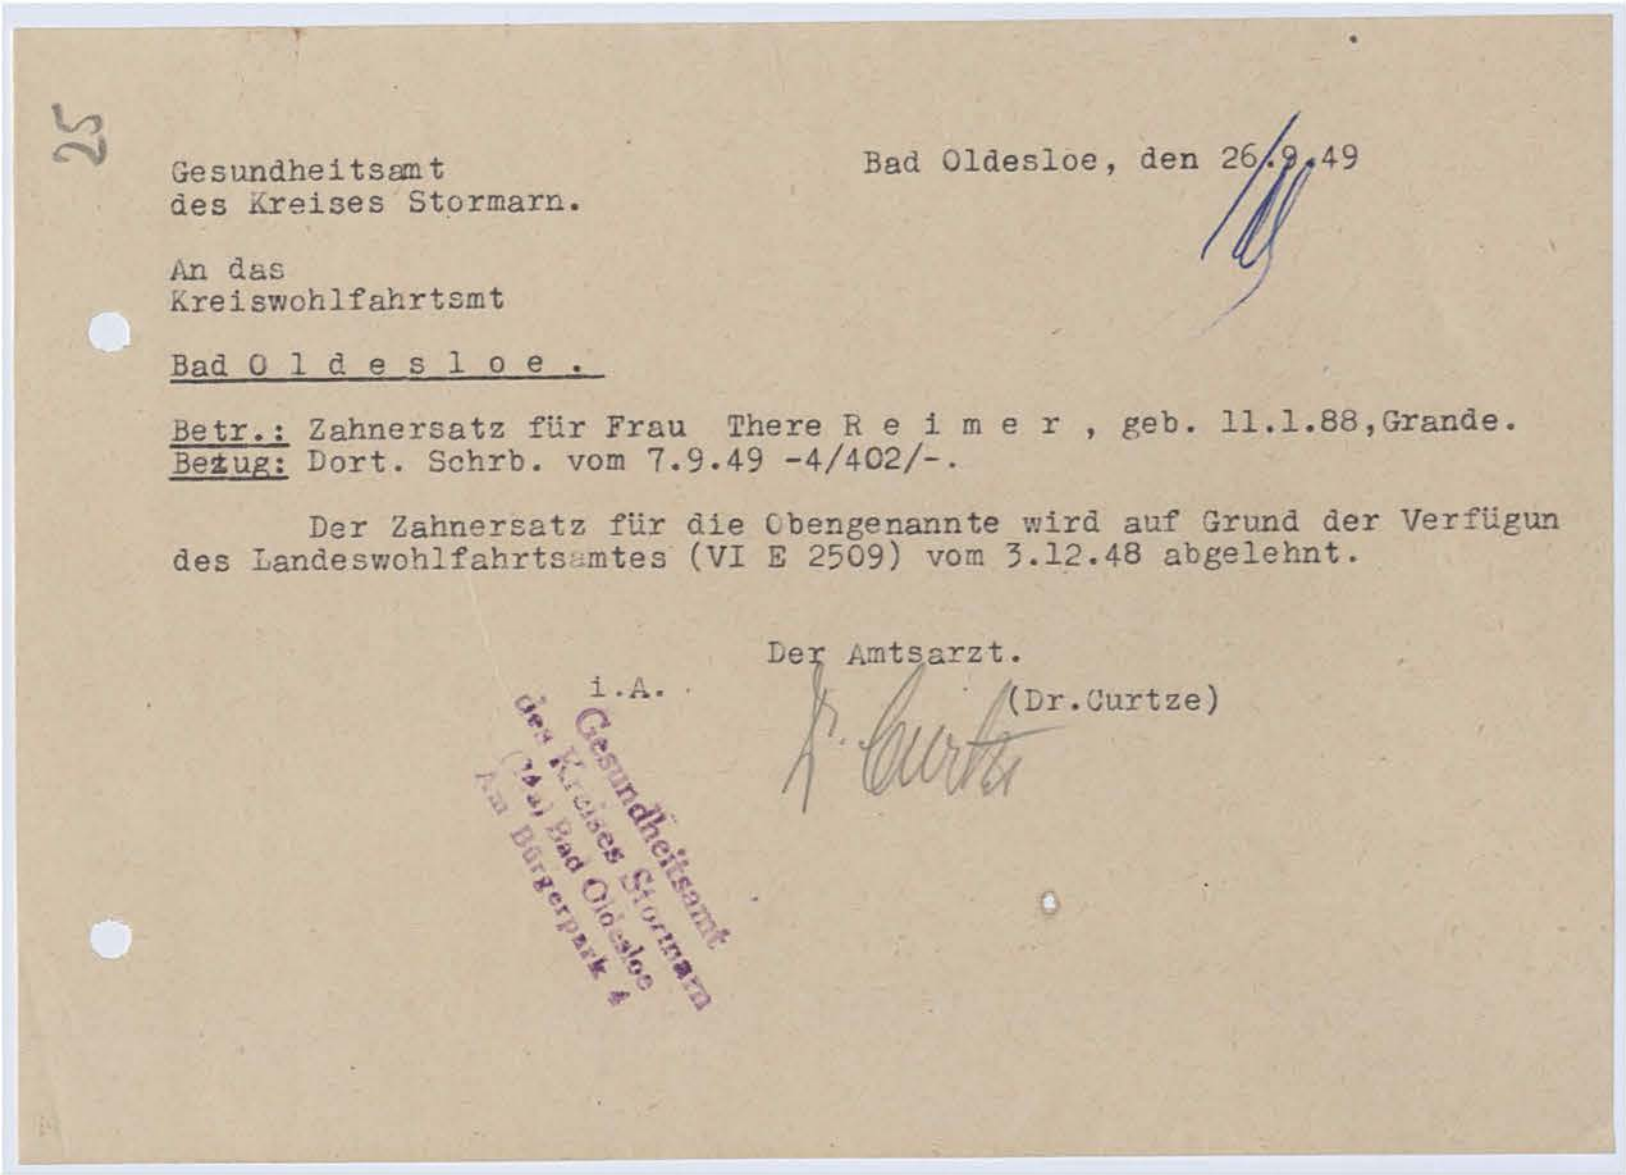 25
Gesundheitsamt
des Kreises Stormarn.
Bad Oldesloe, den 26.9.49
An das
Kreiswohlfahrtsmt
Bad O l d e s l o e .
Betr.: Zahnersatz für Frau There R e i m e r , geb. 11.1.88,Grande.
Bezug: Dort. Schrb. vom 7.9.49 -4/402/-.
Der Zahnersatz für die Obengenannte wird auf Grund der Verfügun
des Landeswohlfahrtsamtes (VI E 2509) vom 3.12.48 abgelehnt.
Der Amtsarzt.
i.A.
(Dr.Curtze)
Dr. Curtze
Gesundheitsamt
des Kreises Stormarn
(24a) Bad Oldesloe
Am Bürgerpark 4